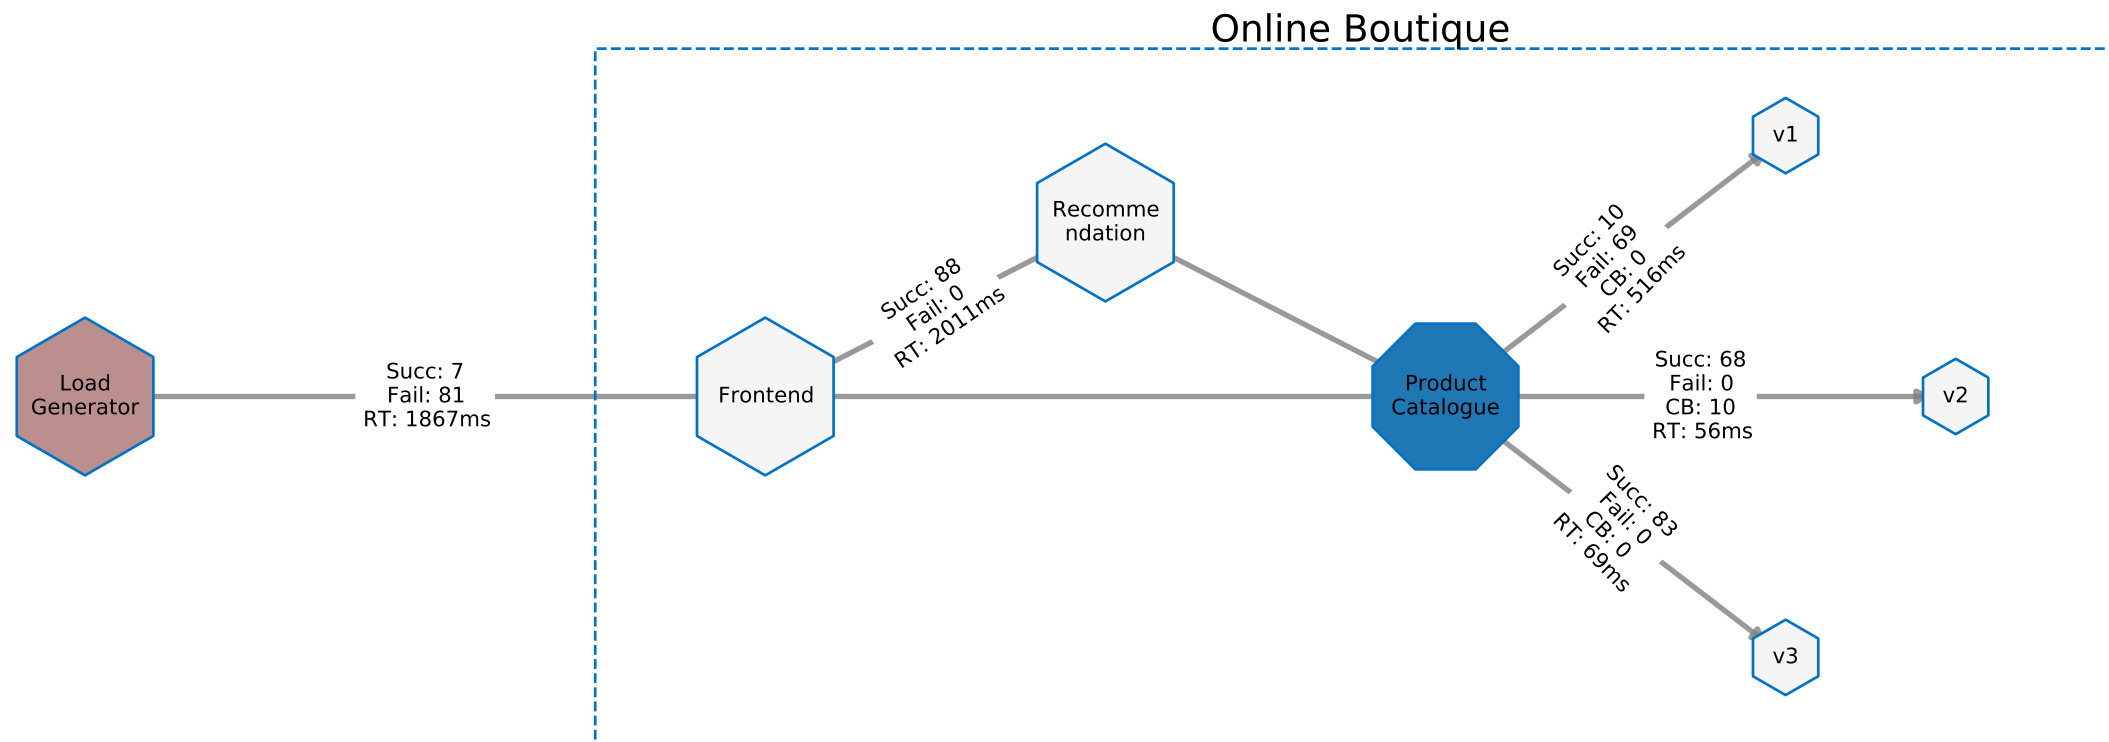 Online Boutique
Load
Generator
Succ: 7
Fail: 81
RT: 1867ms
Frontend
Succ: 88
Fail: 0
RT: 2011ms
Recomme
ndation
Product
Catalogue
Succ: 10
Fail: 69
CB: 0
RT: 516ms
v1
Succ: 68
Fail: 0
CB: 10
RT: 56ms
v2
Succ: 83
Fail: 0
CB: 0
RT: 69ms
v3